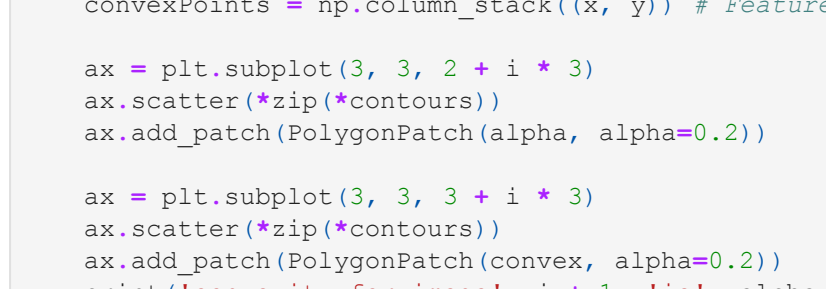 convexPoints = np.column_stack((x, y)) # Feature
ax = plt.subplot(3, 3, 2 + i * 3)
ax.scatter(*zip(*contours))
ax.add_patch(PolygonPatch(alpha, alpha=0.2))
ax = plt.subplot(3, 3, 3 + i * 3)
ax.scatter(*zip(*contours))
ax.add_patch(PolygonPatch(convex, alpha=0.2))